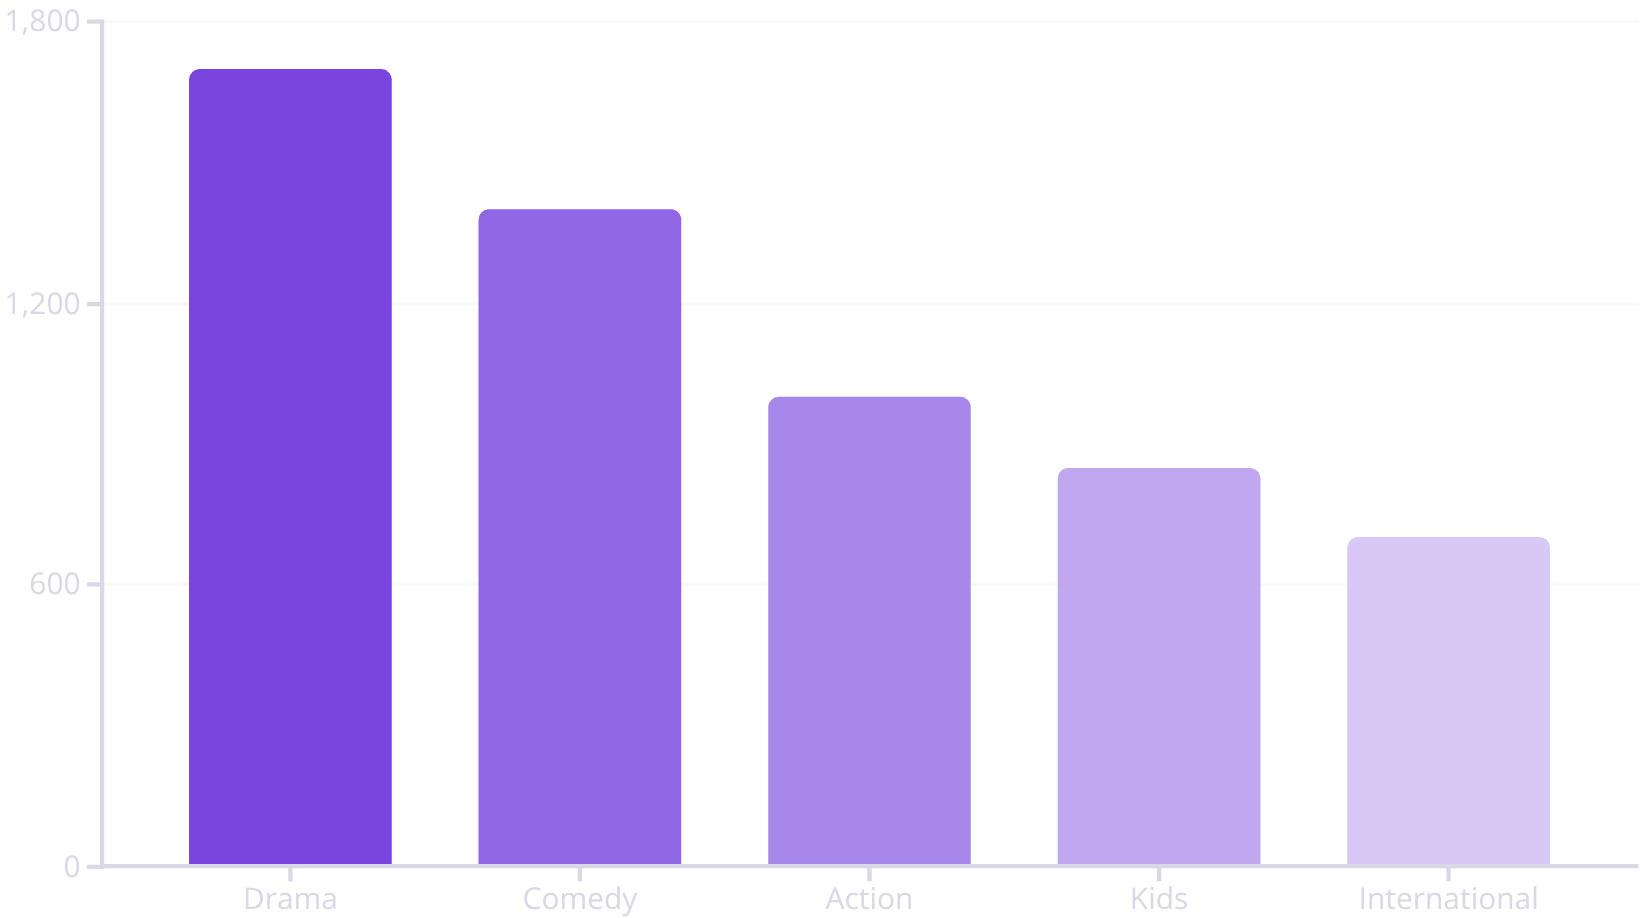 1,800
1,200
600
0
Drama Comedy Action Kids International